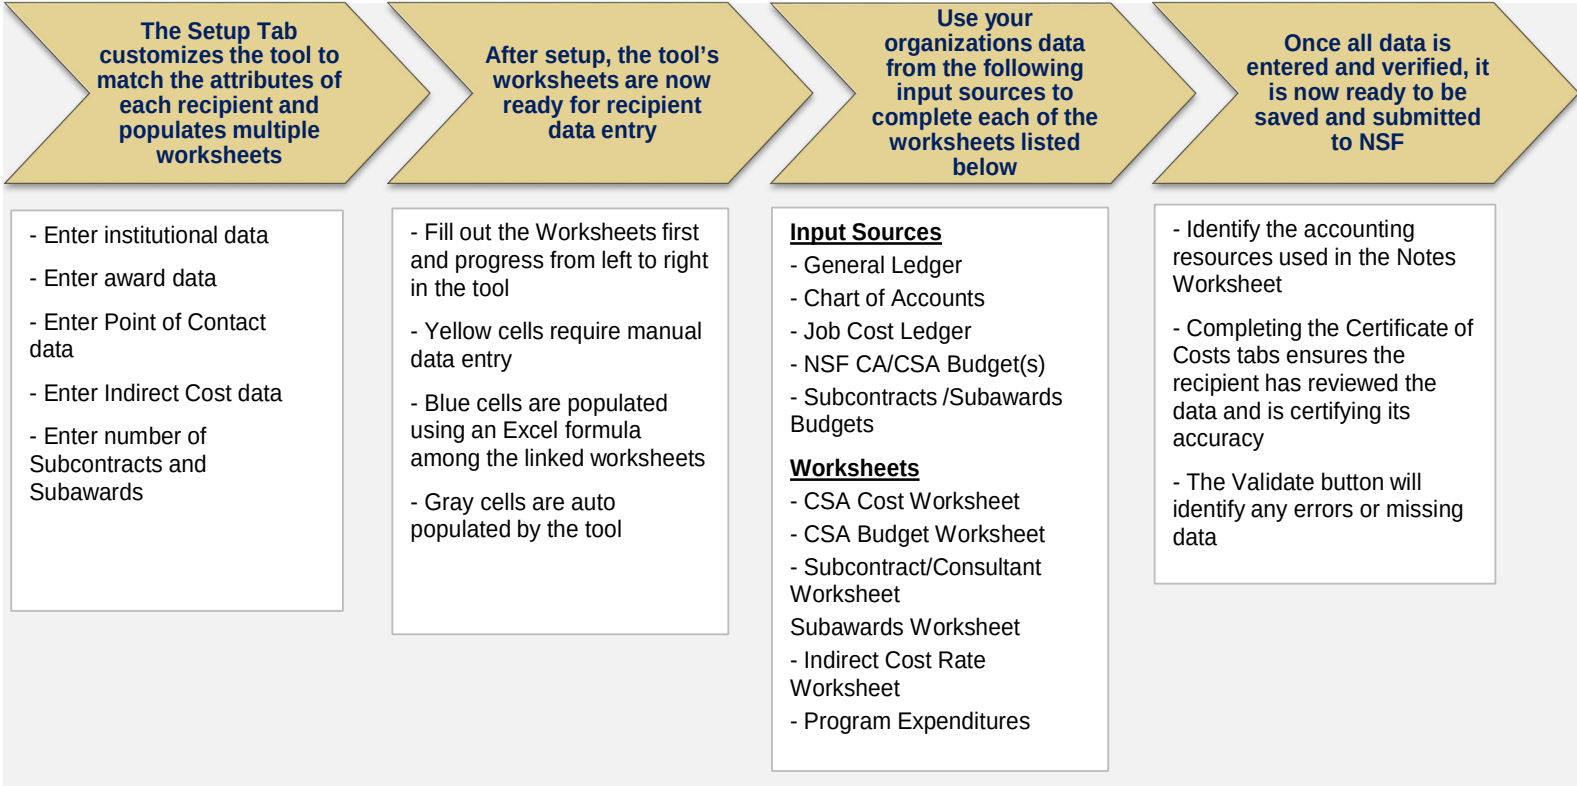 The Setup Tab
customizes the tool to
match the attributes of
each recipient and
populates multiple
worksheets
- Enter institutional data
- Enter award data
- Enter Point of Contact
data
- Enter Indirect Cost data
- Enter number of
Subcontracts and
Subawards
After setup, the tool’s
worksheets are now
ready for recipient
data entry
- Fill out the Worksheets first
and progress from left to right
in the tool
- Yellow cells require manual
data entry
- Blue cells are populated
using an Excel formula
among the linked worksheets
- Gray cells are auto
populated by the tool
Use your
organizations data
from the following
input sources to
complete each of the
worksheets listed
below
Input Sources
- General Ledger
- Chart of Accounts
- Job Cost Ledger
- NSF CA/CSA Budget(s)
- Subcontracts /Subawards
Budgets
Worksheets
- CSA Cost Worksheet
- CSA Budget Worksheet
- Subcontract/Consultant
Worksheet
Subawards Worksheet
- Indirect Cost Rate
Worksheet
- Program Expenditures
Once all data is
entered and verified, it
is now ready to be
saved and submitted
to NSF
- Identify the accounting
resources used in the Notes
Worksheet
- Completing the Certificate of
Costs tabs ensures the
recipient has reviewed the
data and is certifying its
accuracy
- The Validate button will
identify any errors or missing
data